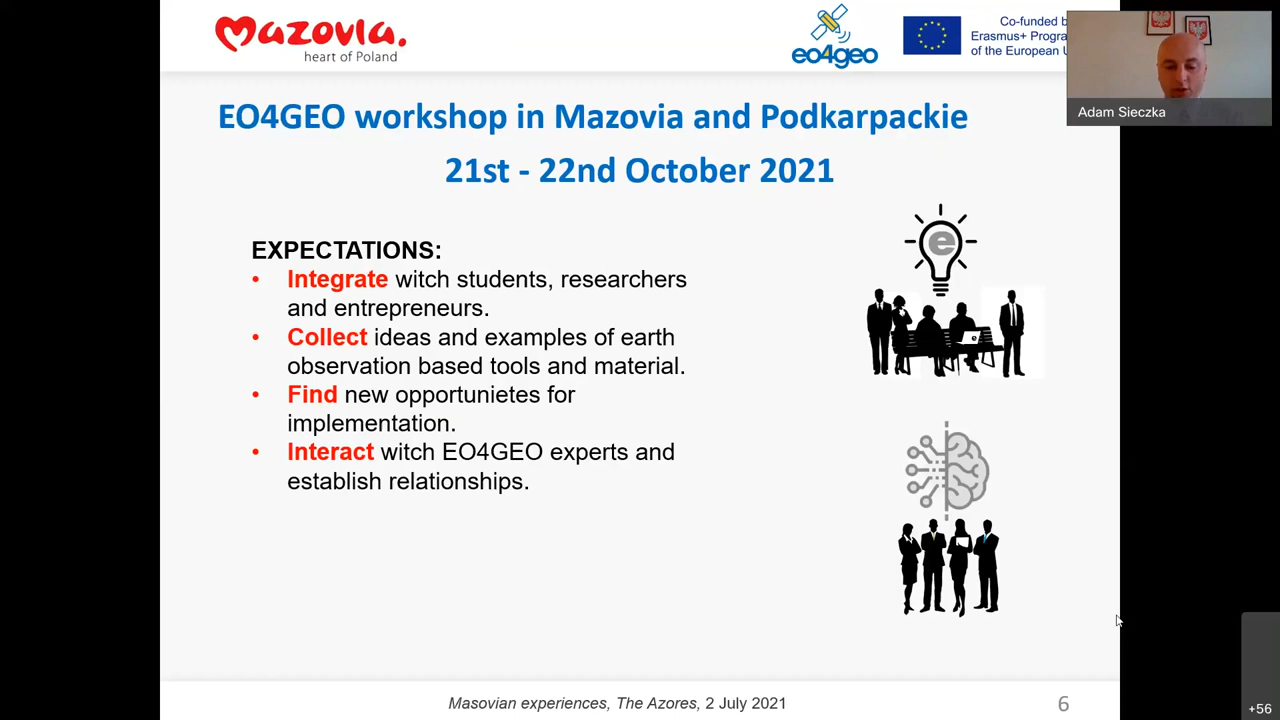 mazovia.
heart of Poland
eo4geo
Co-funded b
Erasmus+ Progra
of the European U
Adam Sieczka
EO4GEO workshop in Mazovia and Podkarpackie
21st - 22nd October 2021
EXPECTATIONS:
• Integrate witch students, researchers
and entrepreneurs.
• Collect ideas and examples of earth
observation based tools and material.
• Find new opportunietes for
implementation.
• Interact witch EO4GEO experts and
establish relationships.
e
e
Masovian experiences, The Azores, 2 July 2021
6
+56